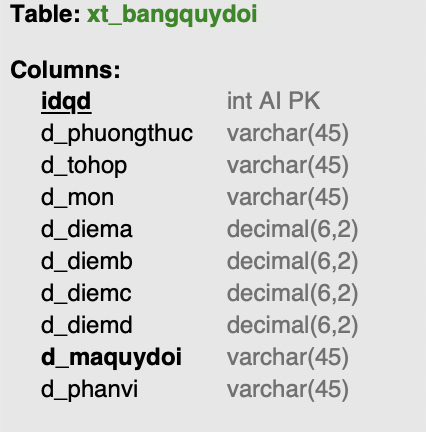 Table: xt_bangquydoi
Columns:
idqd int AI PK
d_phuongthuc varchar(45)
d_tohop varchar(45)
d_mon varchar(45)
d_diema decimal(6,2)
d_diemb decimal(6,2)
d_diemc decimal(6,2)
d_diemd decimal(6,2)
d_maquydoi varchar(45)
d_phanvi varchar(45)